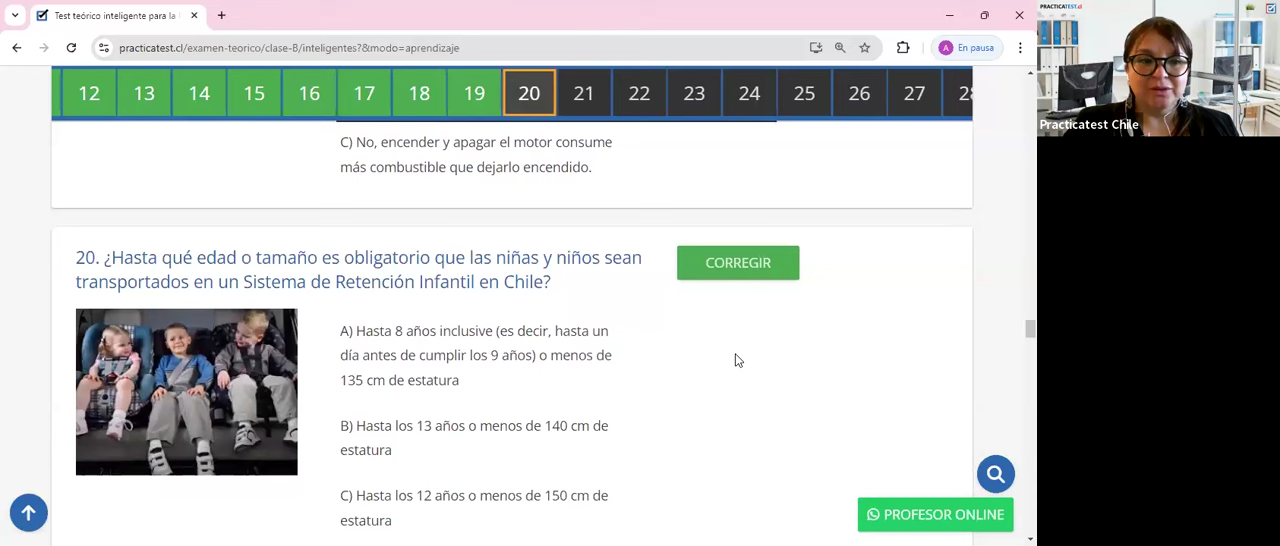 Test teórico inteligente para la
practicatest.cl/examen-teorico/clase-B/inteligentes?&modo=aprendizaje
A
En pausa
PRACTICATEST.cl
Practicatest Chile
12 13 14 15 16 17 18 19 20 21 22 23 24 25 26 27 28
C) No, encender y apagar el motor consume
más combustible que dejarlo encendido.
20. ¿Hasta qué edad o tamaño es obligatorio que las niñas y niños sean
transportados en un Sistema de Retención Infantil en Chile?
CORREGIR
A) Hasta 8 años inclusive (es decir, hasta un
día antes de cumplir los 9 años) o menos de
135 cm de estatura
B) Hasta los 13 años o menos de 140 cm de
estatura
C) Hasta los 12 años o menos de 150 cm de
estatura
PROFESOR ONLINE